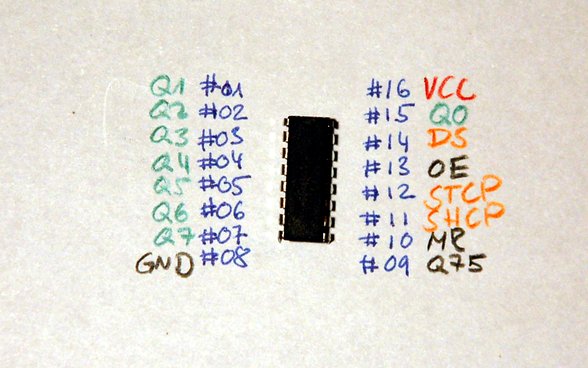 Q1 #01
Q2 #02
Q3 #03
Q4 #04
Q5 #05
Q6 #06
Q7 #07
GND #08
#16 VCC
#15 Q0
#14 DS
#13 OE
#12 STCP
#11 SHCP
#10 MR
#09 Q7S